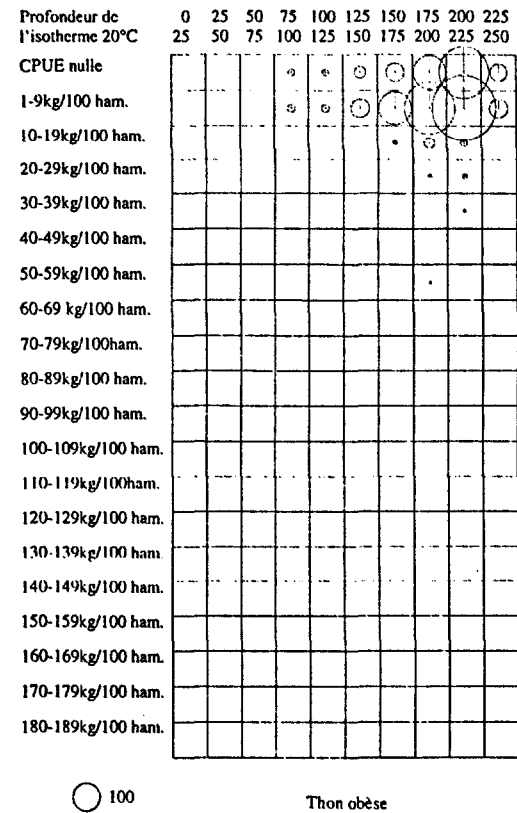 Profondeur de 0 25 50 75 100 125 150 175 200 225
l'isotherme 20°C 25 50 75 100 125 150 175 200 225 250
CPUE nulle
1-9kg/100 ham.
10-19kg/100 ham.
20-29kg/100 ham.
30-39kg/100 ham.
40-49kg/100 ham.
50-59kg/100 ham.
60-69 kg/100 ham.
70-79kg/100ham.
80-89kg/100 ham.
90-99kg/100 ham.
100-109kg/100 ham.
110-119kg/100ham.
120-129kg/100 ham.
130-139kg/100 ham.
140-149kg/100 ham.
150-159kg/100 ham.
160-169kg/100 ham.
170-179kg/100 ham.
180-189kg/100 ham.
100 Thon obèse